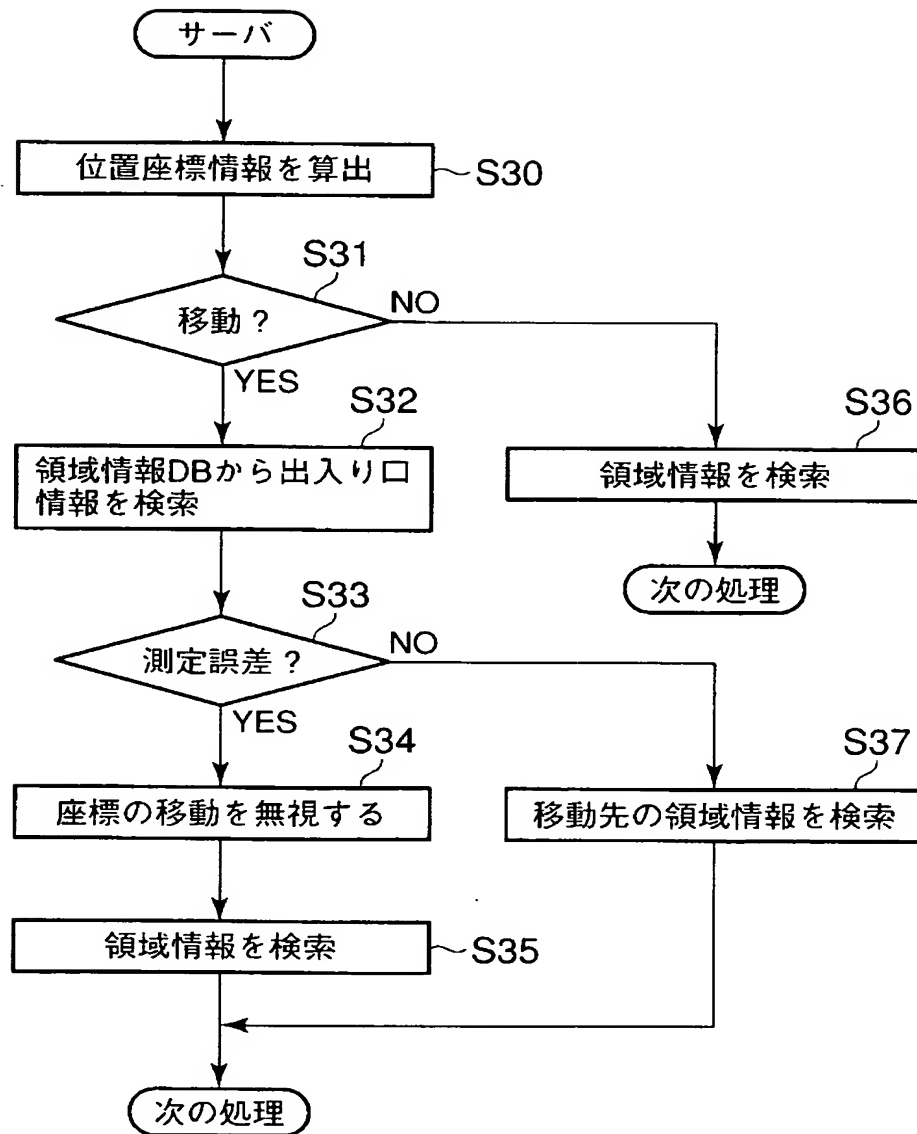 サーバ
位置座標情報を算出
S30
S31
移動?
NO
YES
S32
領域情報DBから出入り口
情報を検索
S36
領域情報を検索
次の処理
S33
測定誤差?
NO
YES
S34
座標の移動を無視する
S37
移動先の領域情報を検索
領域情報を検索
S35
次の処理